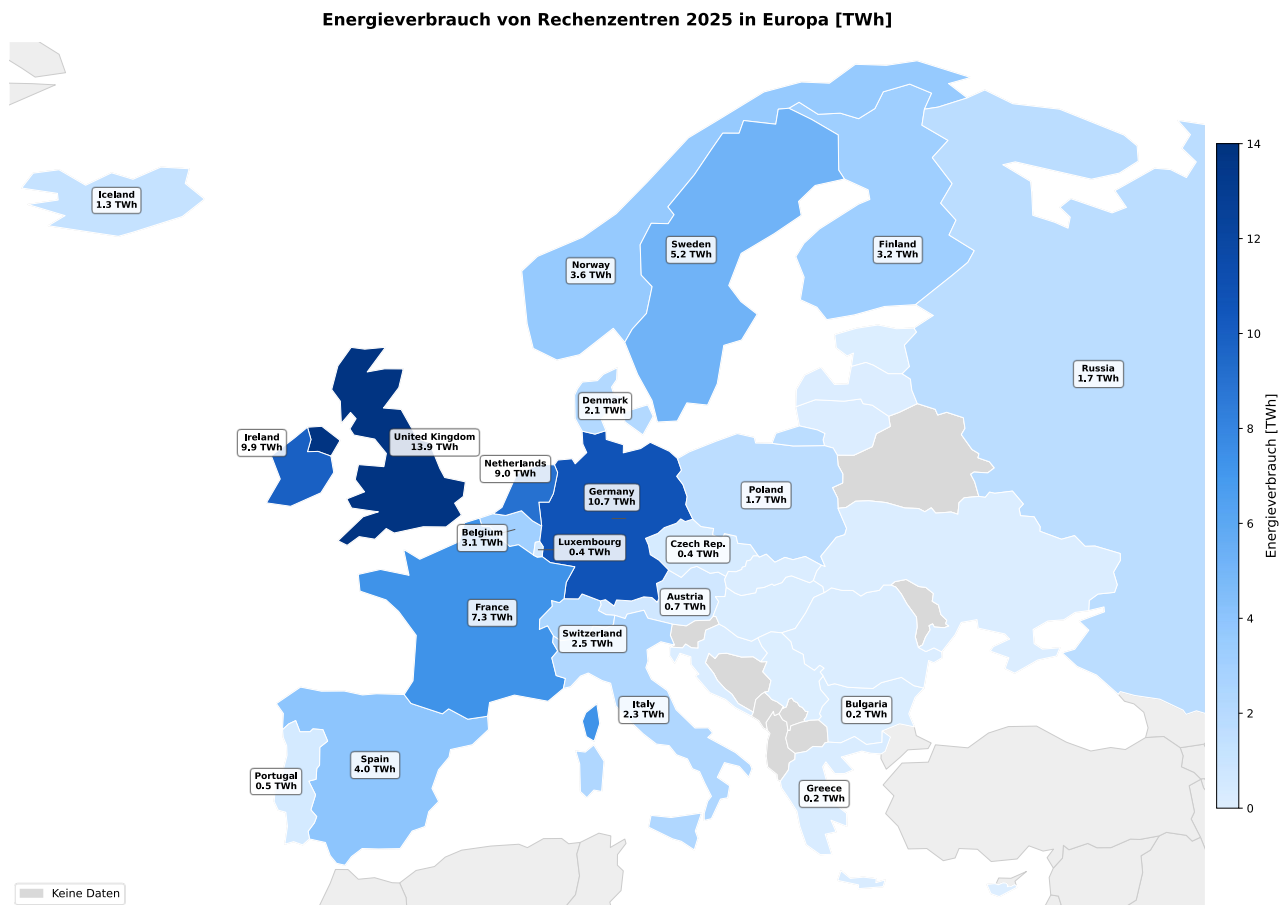 Energieverbrauch von Rechenzentren 2025 in Europa [TWh]
Iceland
1.3 TWh
Norway
3.6 TWh
Sweden
5.2 TWh
Finland
3.2 TWh
Russia
1.7 TWh
Denmark
2.1 TWh
Ireland
9.9 TWh
United Kingdom
13.9 TWh
Netherlands
9.0 TWh
Germany
10.7 TWh
Poland
1.7 TWh
Belgium
3.1 TWh
Luxembourg
0.4 TWh
Czech Rep.
0.4 TWh
Austria
0.7 TWh
France
7.3 TWh
Switzerland
2.5 TWh
Italy
2.3 TWh
Bulgaria
0.2 TWh
Spain
4.0 TWh
Portugal
0.5 TWh
Greece
0.2 TWh
Keine Daten
14
12
10
8
6
4
2
0
Energieverbrauch [TWh]